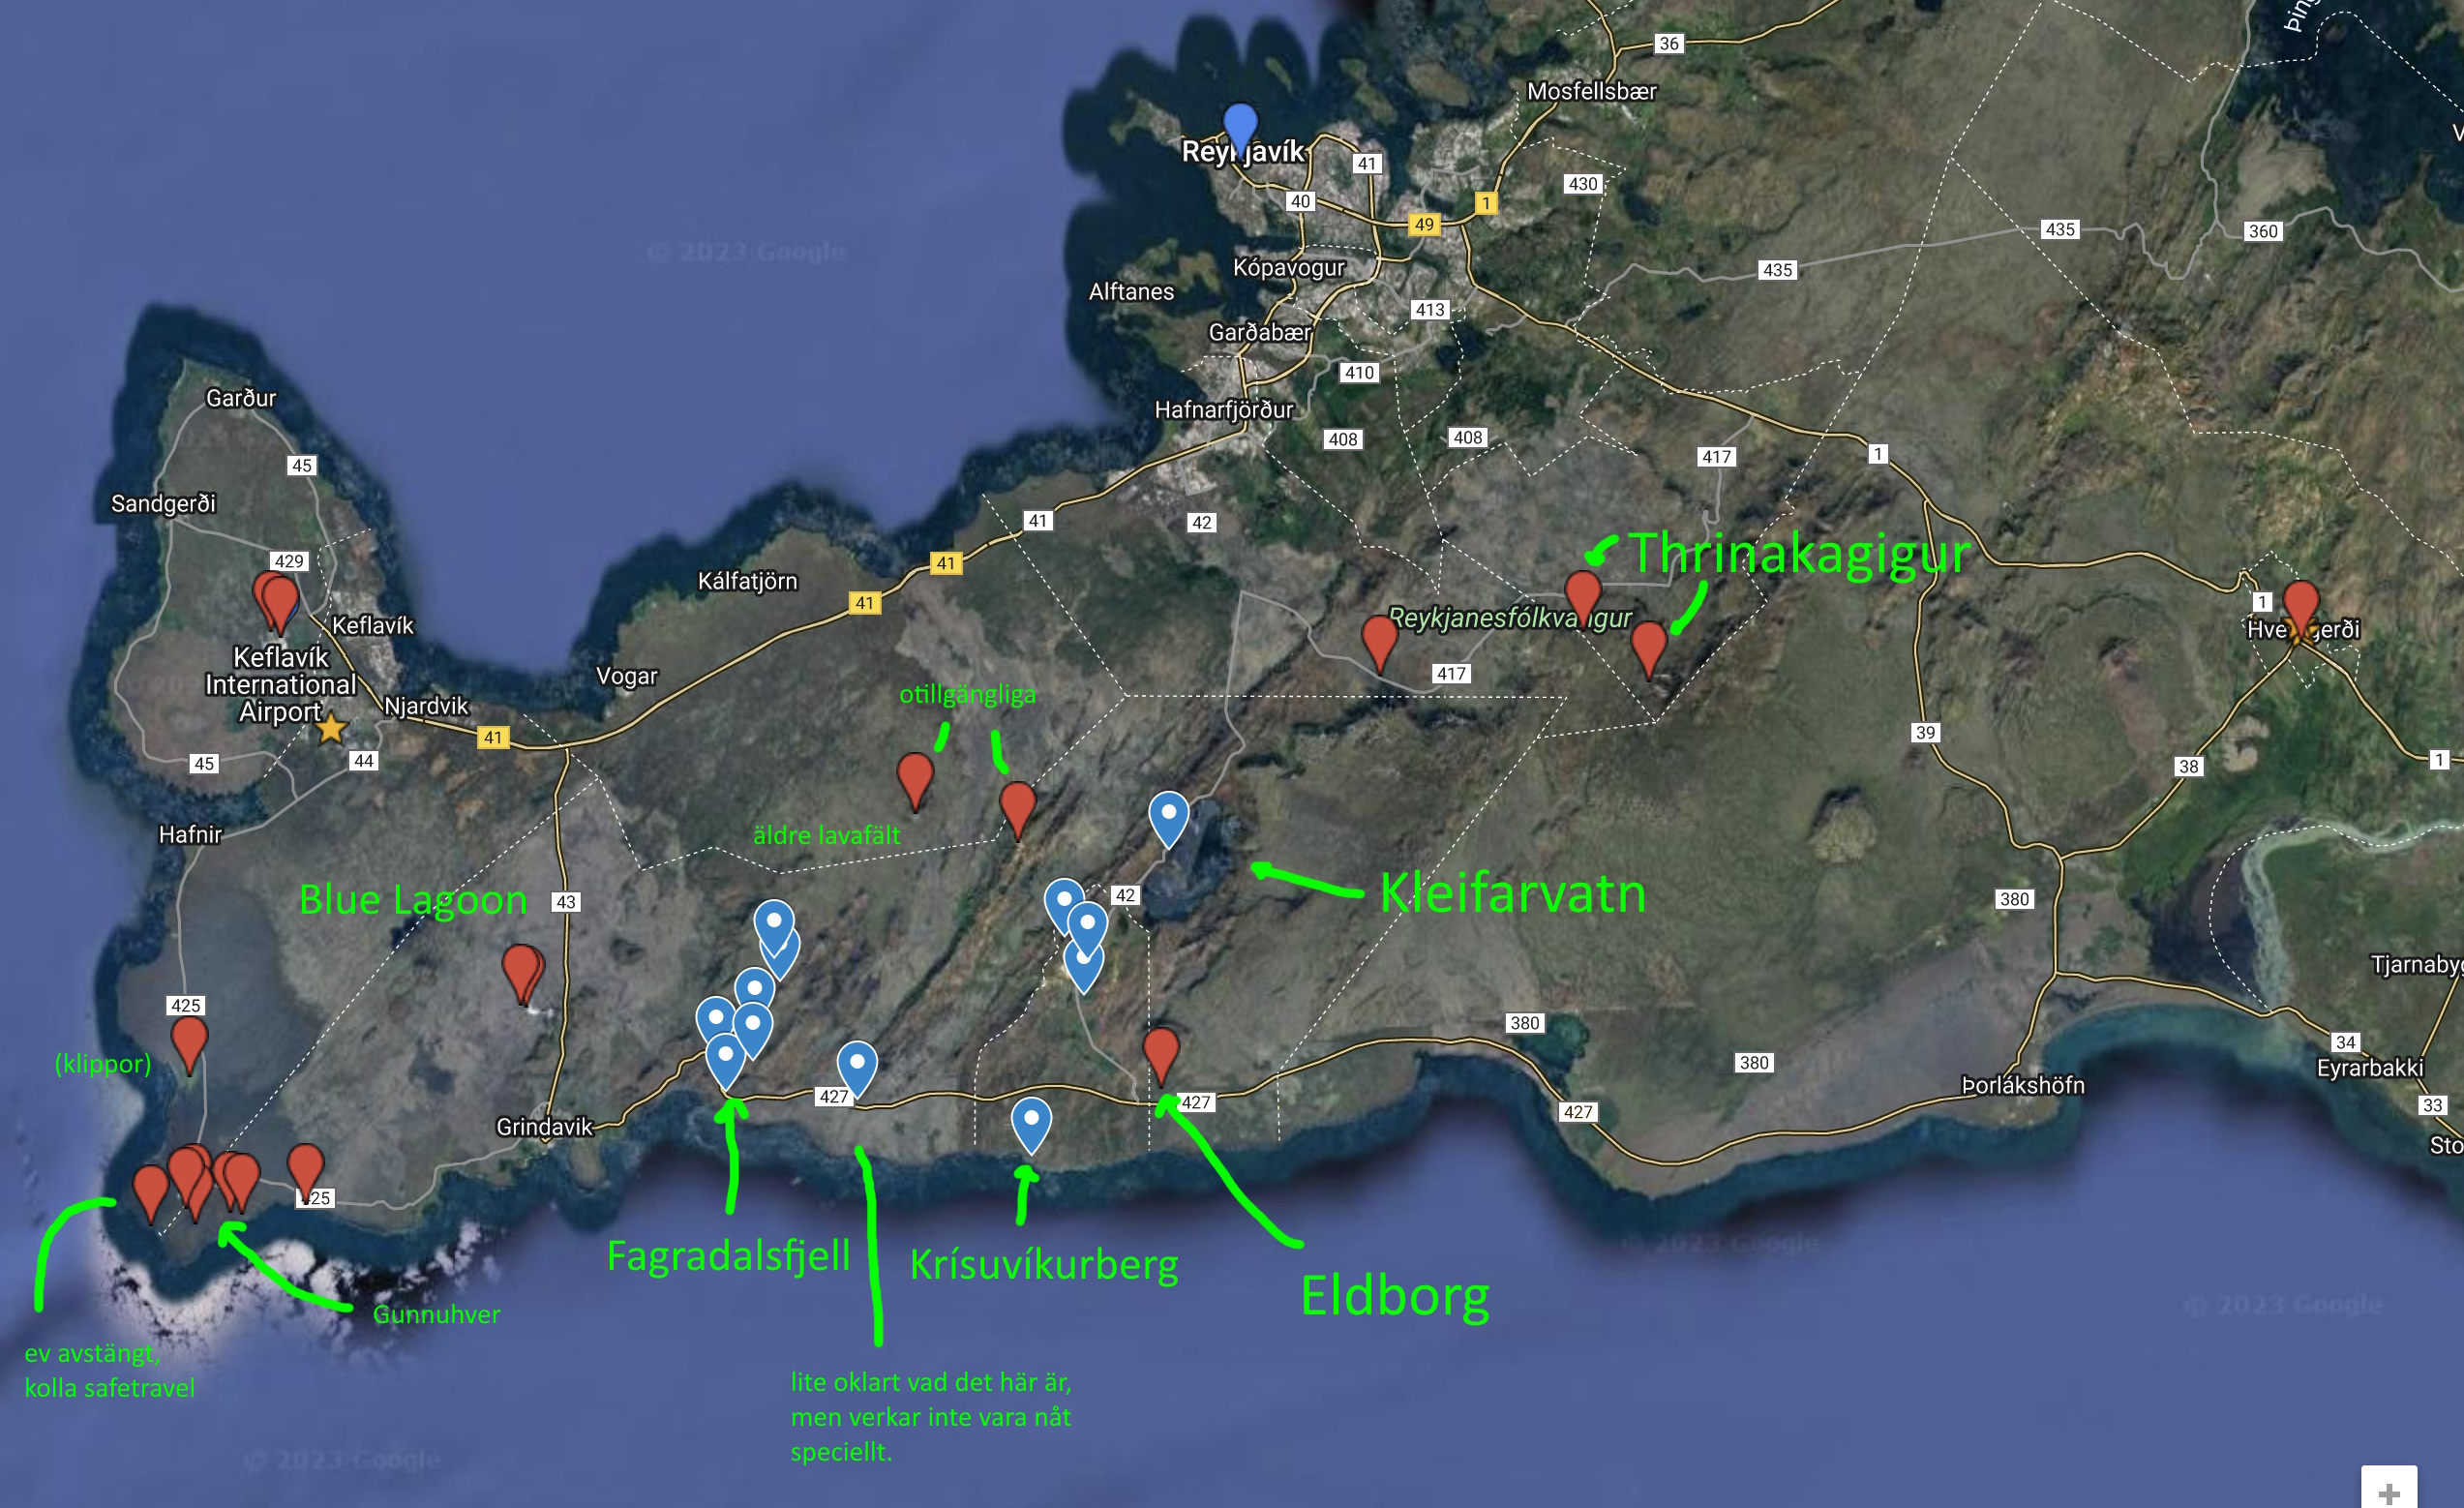 Þing
36
Mosfellsbær
V
Reykjavík
41
430
40
1
49
435
360
Kópavogur
435
Alftanes
413
© 2023 Google
Garðabær
410
Garður
Hafnarfjörður
408
408
417
1
45
Sandgerði
41
42
429
41
Kálfatjörn
41
Thrinakagigur
Keflavík
Reykjanesfólkvangur
1
Hveragerði
Keflavík
International
Airport
Vogar
417
otillgängliga
Njardvik
41
39
45
44
38
1
Hafnir
äldre lavafält
Blue Lagoon
43
42
Kleifarvatn
380
Tjarnabyg
425
380
(klippor)
380
34
Eyrarbakki
427
427
427
Þorlákshöfn
33
Grindavik
Sto
425
Fagradalsfjell
Krísuvíkurberg
© 2023 Google
Eldborg
© 2023 Google
Gunnuhver
ev avstängt,
kolla safetravel
lite oklart vad det här är,
men verkar inte vara nåt
speciellt.
© 2023 Google
+